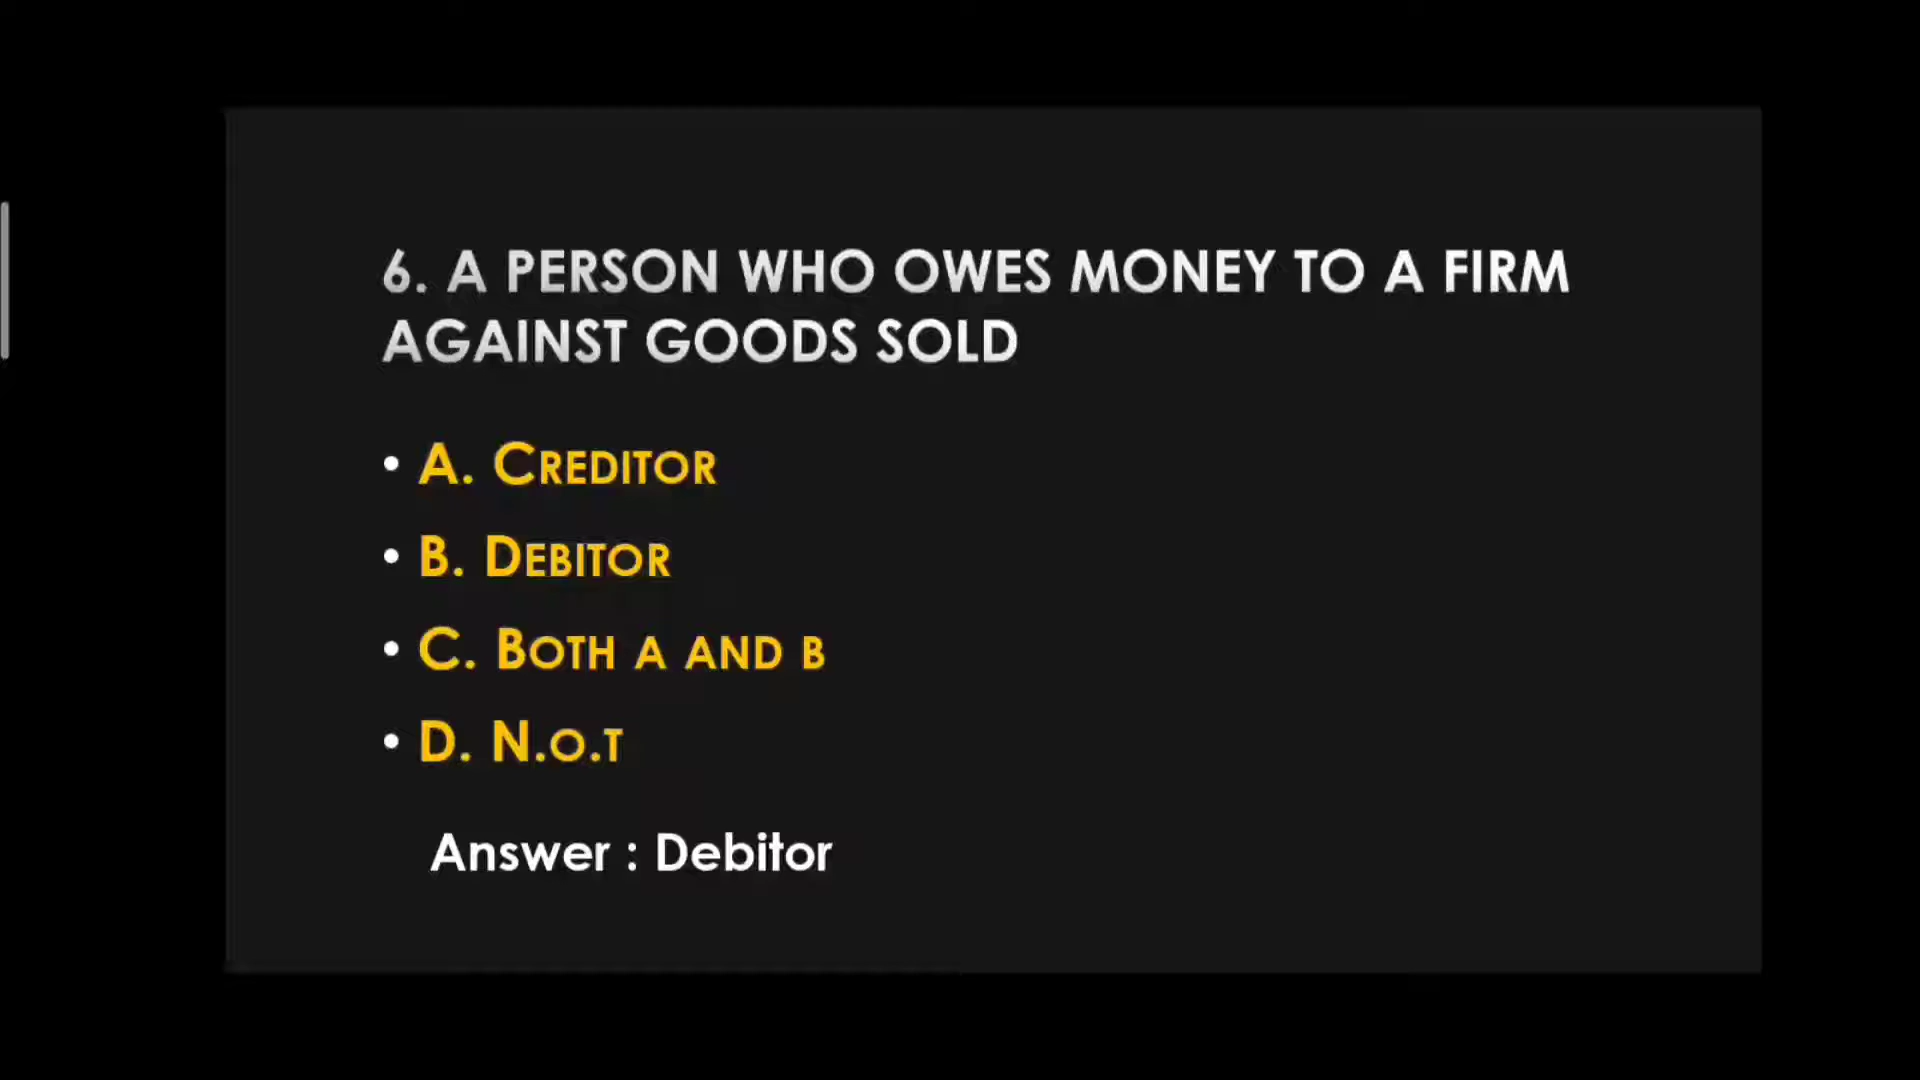 6. A PERSON WHO OWES MONEY TO A FIRM
AGAINST GOODS SOLD
• A. CREDITOR
• B. DEBITOR
• C. BOTH A AND B
• D. N.O.T
Answer : Debitor